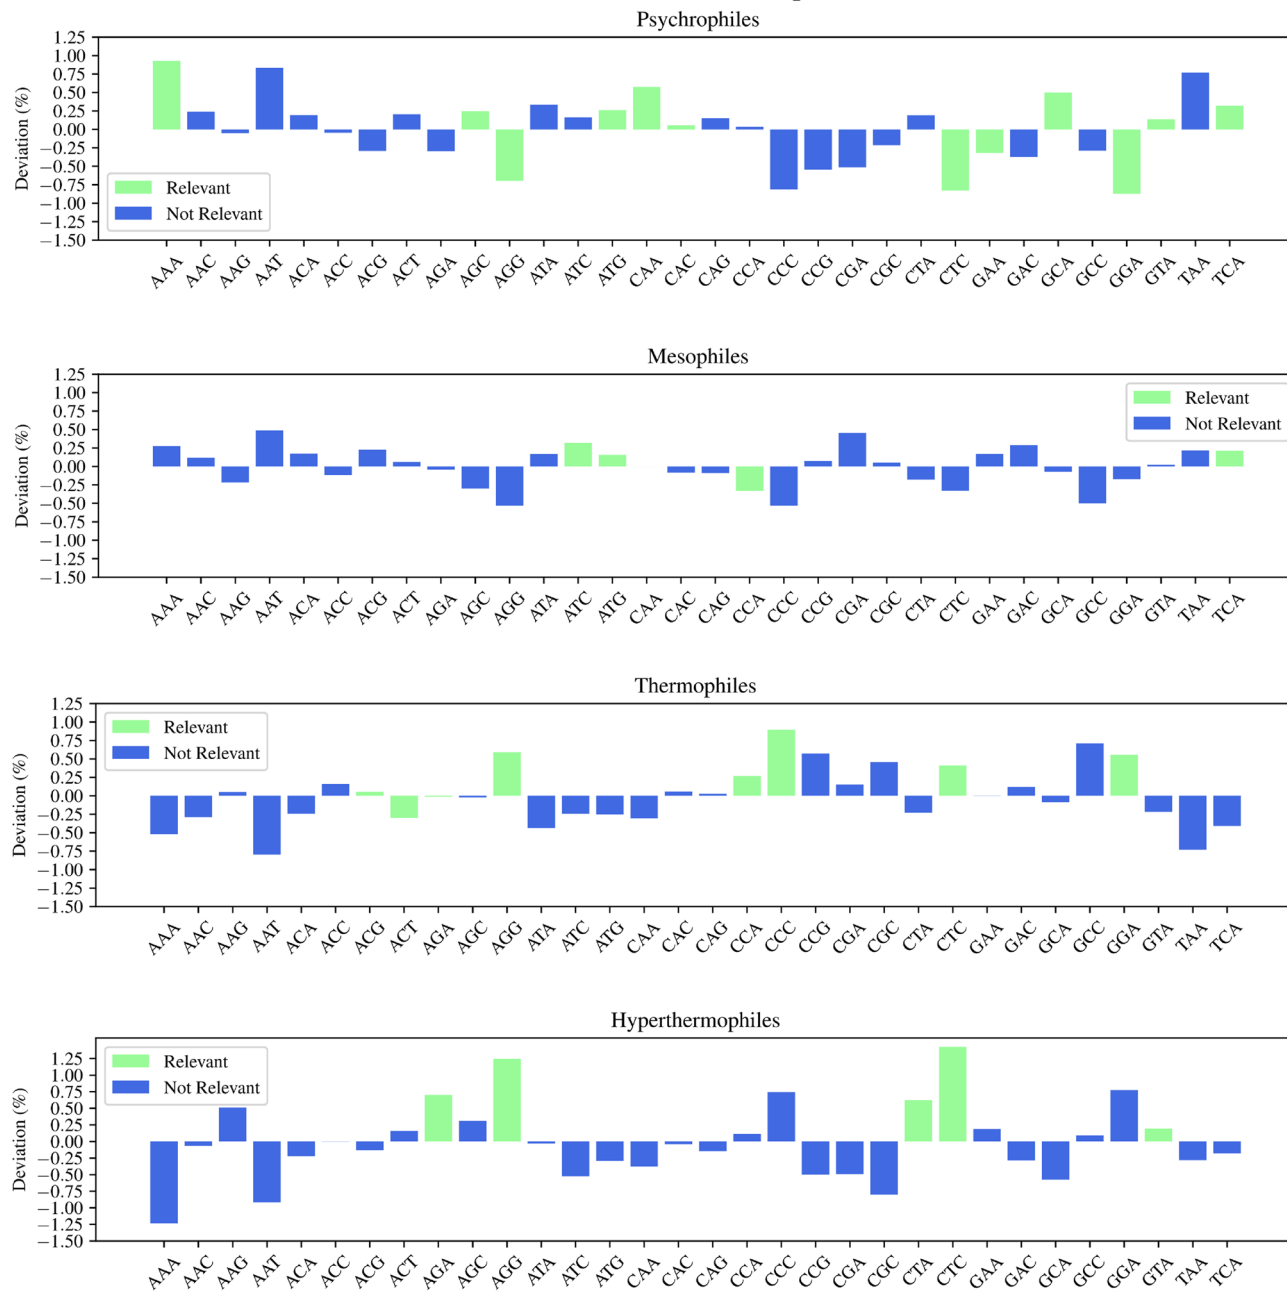 Psychrophiles
1.25
1.00
0.75
0.50
0.25
0.00
−0.25
−0.50
−0.75
−1.00
−1.25
−1.50
Deviation (%)
Relevant
Not Relevant
AAA AAC AAG AAT ACA ACC ACG ACT AGA AGC AGG ATA ATC ATG CAA CAC CAG CCA CCC CCG CGA CGC CTA CTC GAA GAC GCA GCC GGA GTA TAA TCA
Mesophiles
1.25
1.00
0.75
0.50
0.25
0.00
−0.25
−0.50
−0.75
−1.00
−1.25
−1.50
Deviation (%)
Relevant
Not Relevant
AAA AAC AAG AAT ACA ACC ACG ACT AGA AGC AGG ATA ATC ATG CAA CAC CAG CCA CCC CCG CGA CGC CTA CTC GAA GAC GCA GCC GGA GTA TAA TCA
Thermophiles
1.25
1.00
0.75
0.50
0.25
0.00
−0.25
−0.50
−0.75
−1.00
−1.25
−1.50
Deviation (%)
Relevant
Not Relevant
AAA AAC AAG AAT ACA ACC ACG ACT AGA AGC AGG ATA ATC ATG CAA CAC CAG CCA CCC CCG CGA CGC CTA CTC GAA GAC GCA GCC GGA GTA TAA TCA
Hyperthermophiles
1.25
1.00
0.75
0.50
0.25
0.00
−0.25
−0.50
−0.75
−1.00
−1.25
−1.50
Deviation (%)
Relevant
Not Relevant
AAA AAC AAG AAT ACA ACC ACG ACT AGA AGC AGG ATA ATC ATG CAA CAC CAG CCA CCC CCG CGA CGC CTA CTC GAA GAC GCA GCC GGA GTA TAA TCA